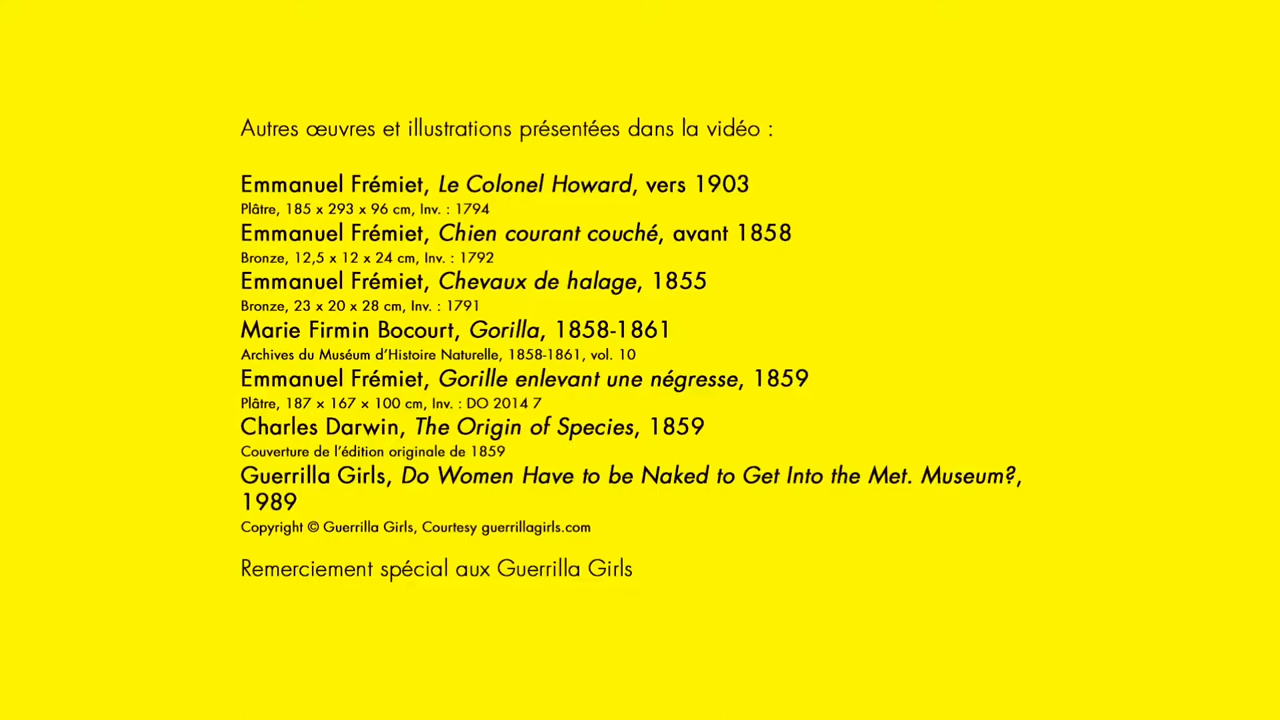 Autres œuvres et illustrations présentées dans la vidéo :
Emmanuel Frémiet, Le Colonel Howard, vers 1903
Plâtre, 185 x 293 x 96 cm, Inv. : 1794
Emmanuel Frémiet, Chien courant couché, avant 1858
Bronze, 12,5 x 12 x 24 cm, Inv. : 1792
Emmanuel Frémiet, Chevaux de halage, 1855
Bronze, 23 x 20 x 28 cm, Inv. : 1791
Marie Firmin Bocourt, Gorilla, 1858-1861
Archives du Muséum d’Histoire Naturelle, 1858-1861, vol. 10
Emmanuel Frémiet, Gorille enlevant une négresse, 1859
Plâtre, 187 × 167 × 100 cm, Inv. : DO 2014 7
Charles Darwin, The Origin of Species, 1859
Couverture de l’édition originale de 1859
Guerrilla Girls, Do Women Have to be Naked to Get Into the Met. Museum?,
1989
Copyright © Guerrilla Girls, Courtesy guerrillagirls.com
Remerciement spécial aux Guerrilla Girls